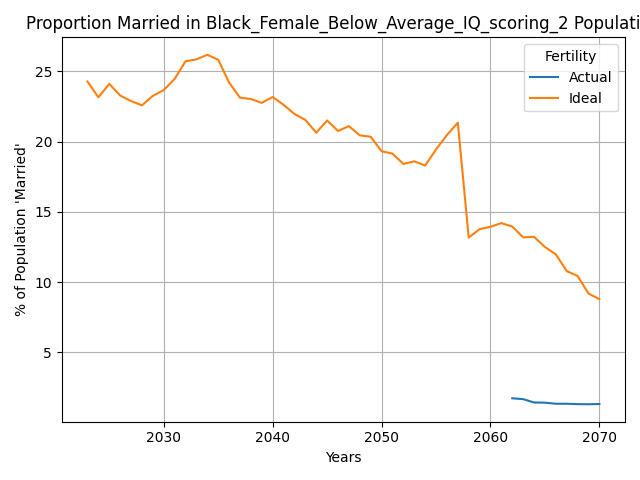 Proportion Married in Black_Female_Below_Average_IQ_scoring_2 Populati
Fertility
Actual
Ideal
25
20
15
10
5
% of Population 'Married'
2030 2040 2050 2060 2070
Years